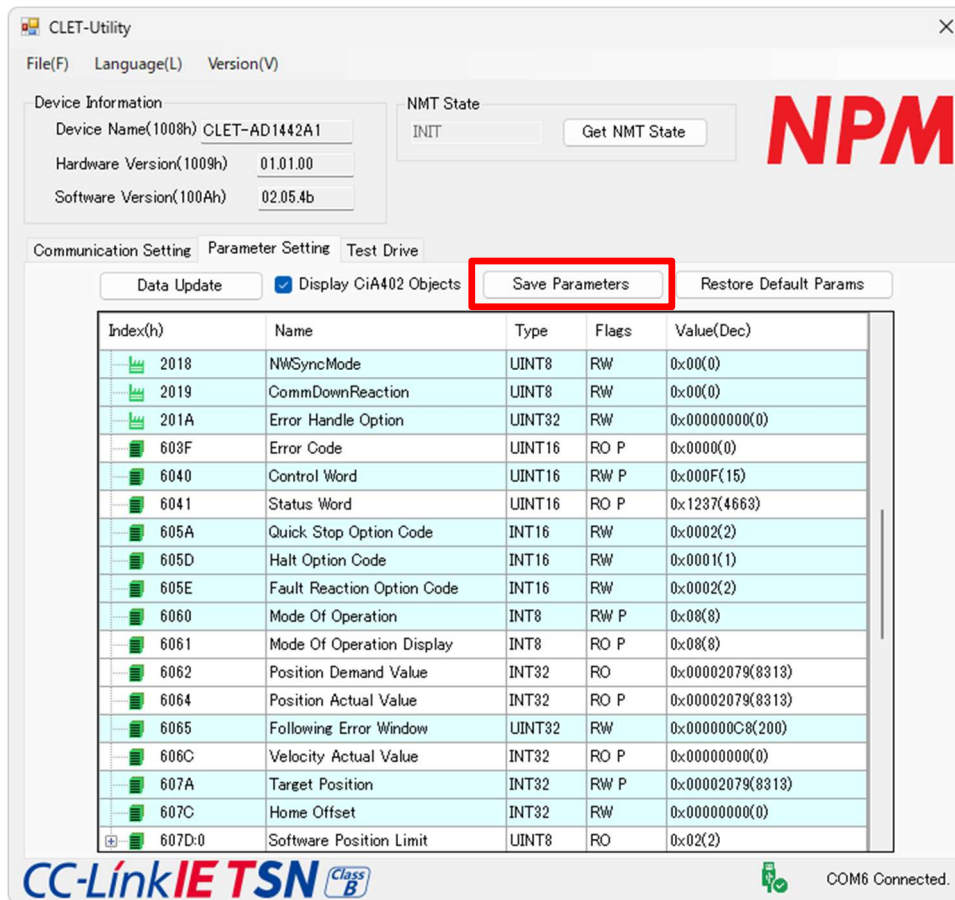 CLET-Utility
File(F) Language(L) Version(V)
Device Information
Device Name(1008h) CLET-AD1442A1
Hardware Version(1009h) 01.01.00
Software Version(100Ah) 02.05.4b
NMT State
INIT Get NMT State
NPM
Communication Setting Parameter Setting Test Drive
Data Update Display CiA402 Objects Save Parameters Restore Default Params
Index(h) Name Type Flags Value(Dec)
2018 NWSyncMode UINT8 RW 0x00(0)
2019 CommDownReaction UINT8 RW 0x00(0)
201A Error Handle Option UINT32 RW 0x00000000(0)
603F Error Code UINT16 RO P 0x0000(0)
6040 Control Word UINT16 RW P 0x000F(15)
6041 Status Word UINT16 RO P 0x1237(4663)
605A Quick Stop Option Code INT16 RW 0x0002(2)
605D Halt Option Code INT16 RW 0x0001(1)
605E Fault Reaction Option Code INT16 RW 0x0002(2)
6060 Mode Of Operation INT8 RW P 0x08(8)
6061 Mode Of Operation Display INT8 RO P 0x08(8)
6062 Position Demand Value INT32 RO 0x00002079(8313)
6064 Position Actual Value INT32 RO P 0x00002079(8313)
6065 Following Error Window UINT32 RW 0x000000C8(200)
606C Velocity Actual Value INT32 RO P 0x00000000(0)
607A Target Position INT32 RW P 0x00002079(8313)
607C Home Offset INT32 RW 0x00000000(0)
607D:0 Software Position Limit UINT8 RO 0x02(2)
CC-Link IE TSN Class B
COM6 Connected.